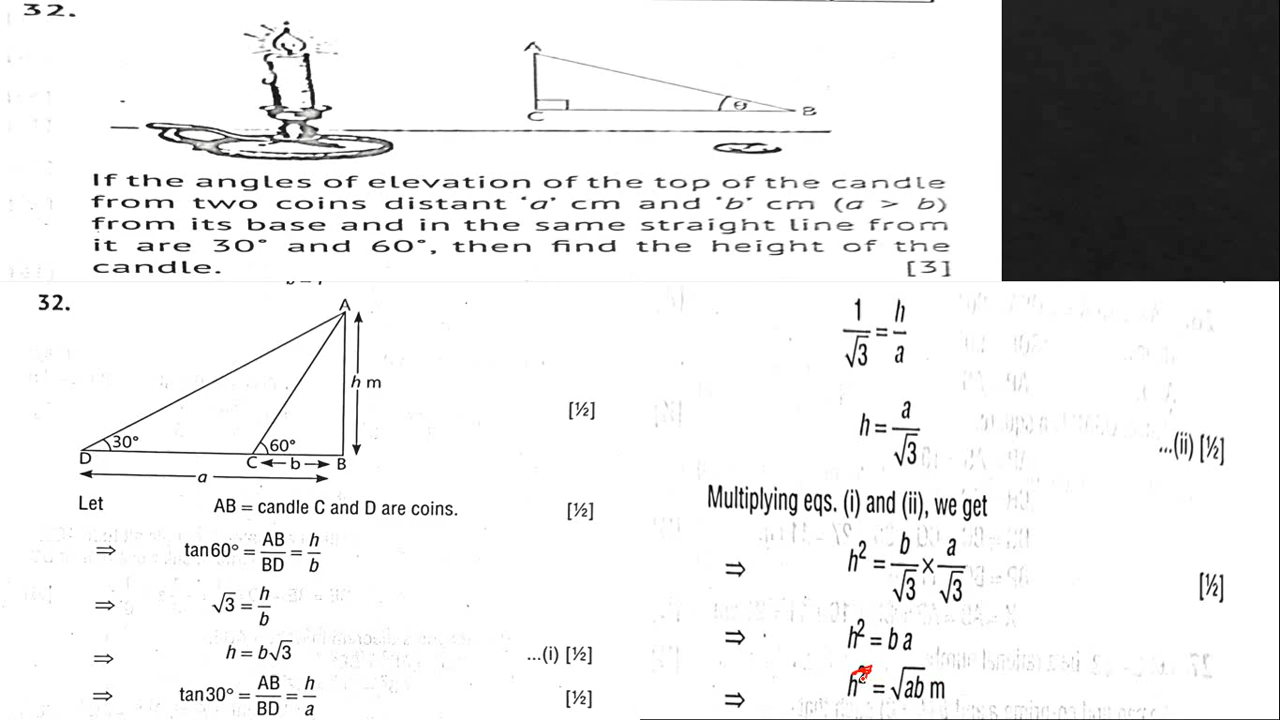 32.
A
C
θ
B
If the angles of elevation of the top of the candle
from two coins distant 'a' cm and 'b' cm (a > b)
from its base and in the same straight line from
it are 30° and 60°, then find the height of the
candle. [3]
32.
A
h m
[½]
30°
60°
D
C
b
B
a
Let AB = candle C and D are coins. [½]
⇒ tan60° = AB/BD = h/b
⇒ √3 = h/b
⇒ h = b√3 ...(i) [½]
⇒ tan30° = AB/BD = h/a [½]
1/√3 = h/a
h = a/√3 ...(ii) [½]
Multiplying eqs. (i) and (ii), we get
⇒ h² = b/√3 × a/√3 [½]
⇒ h² = b a
⇒ h² = √ab m